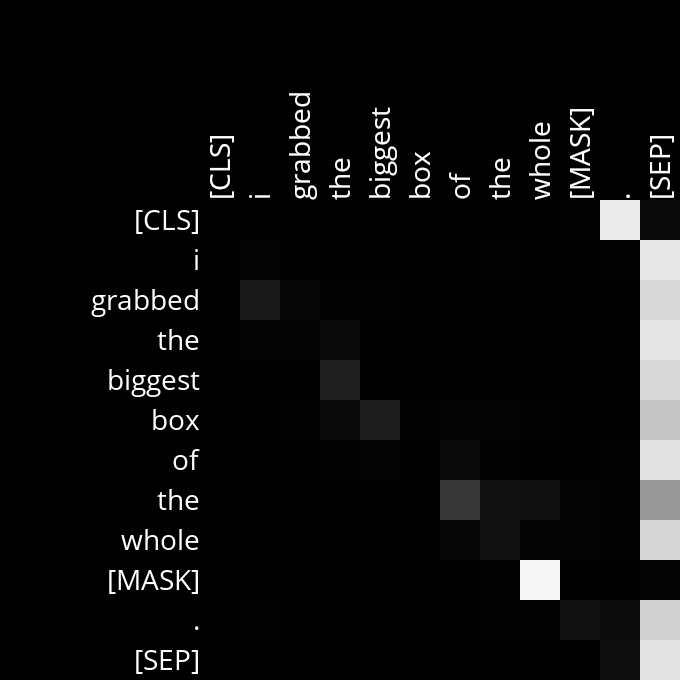 [CLS]
i
grabbed
the
biggest
box
of
the
whole
[MASK]
.
[SEP]
[CLS]
i
grabbed
the
biggest
box
of
the
whole
[MASK]
.
[SEP]